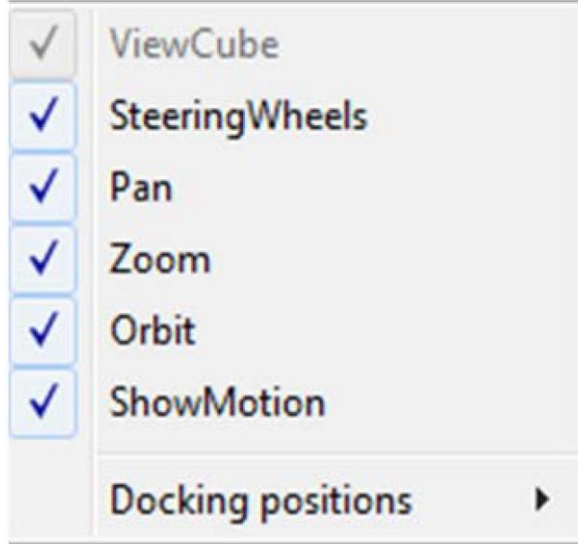 ViewCube
SteeringWheels
Pan
Zoom
Orbit
ShowMotion
Docking positions